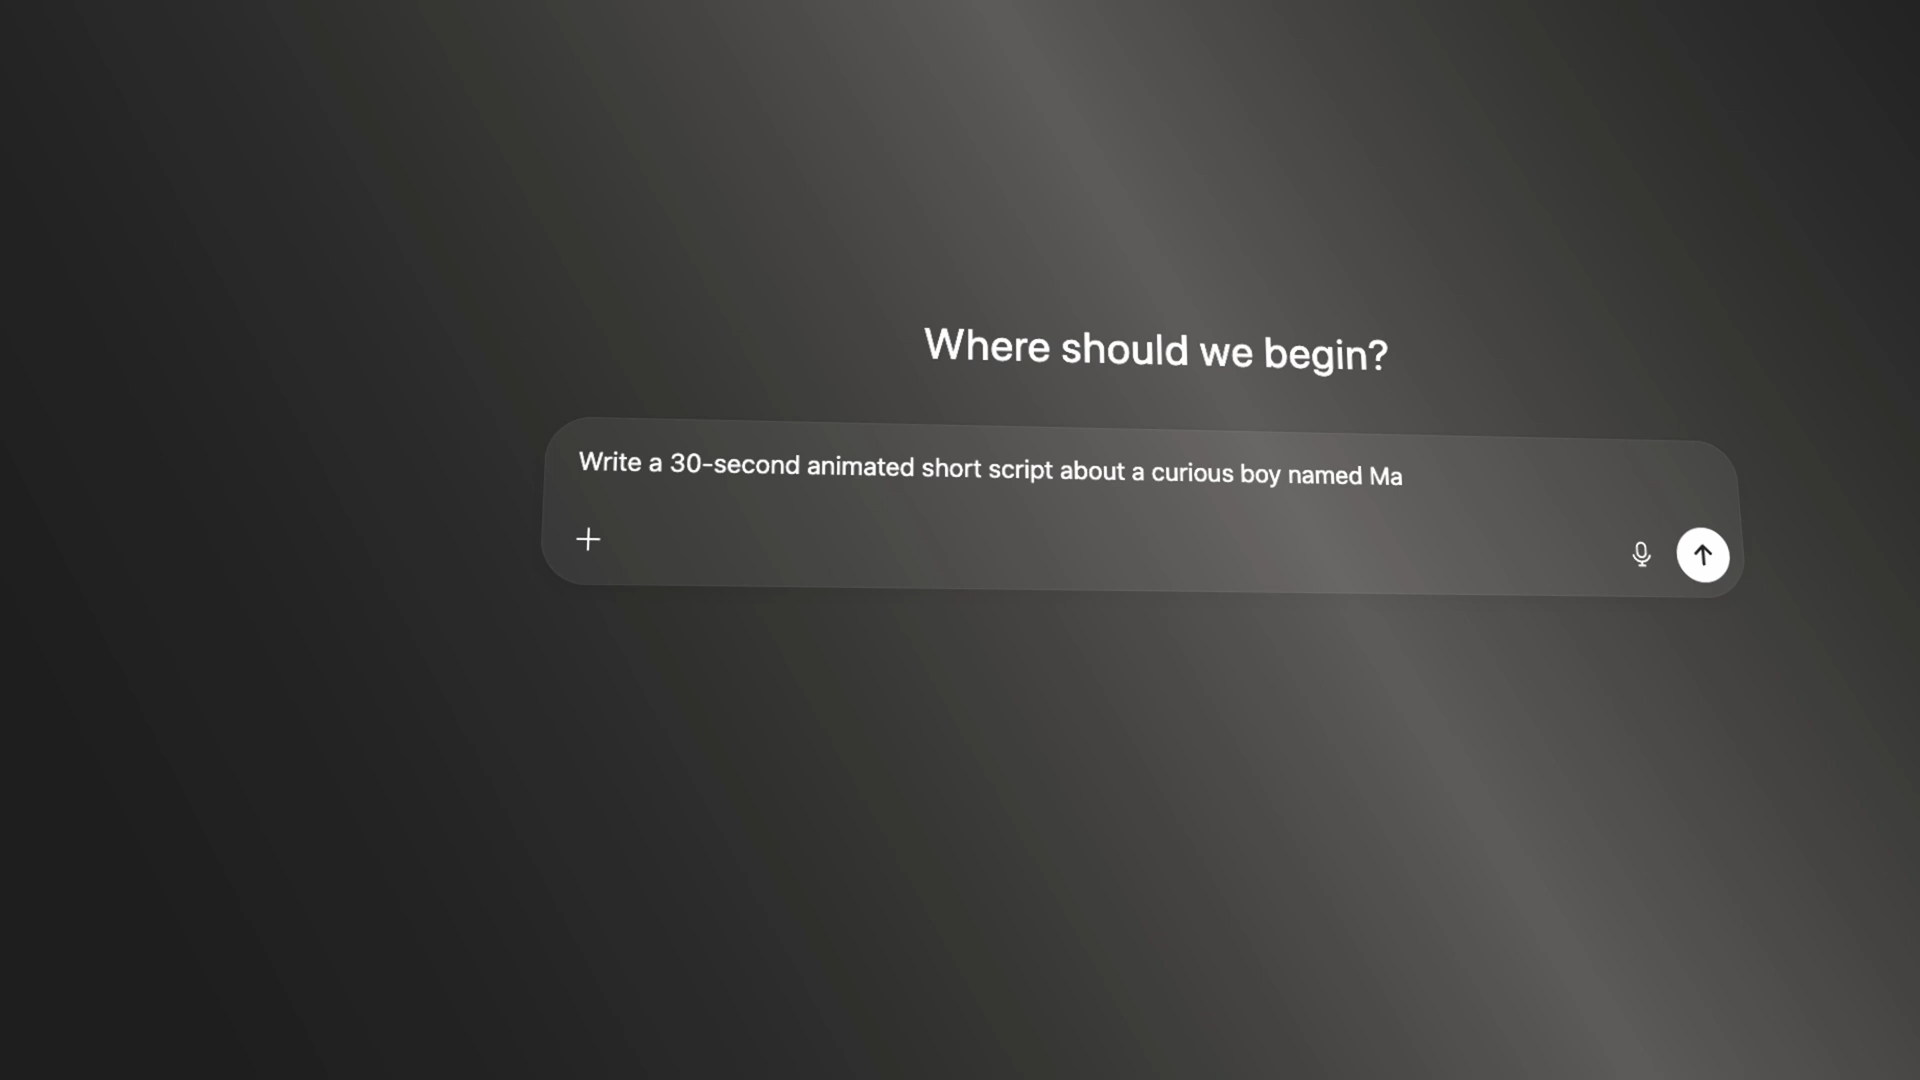 Where should we begin?
Write a 30-second animated short script about a curious boy named Ma